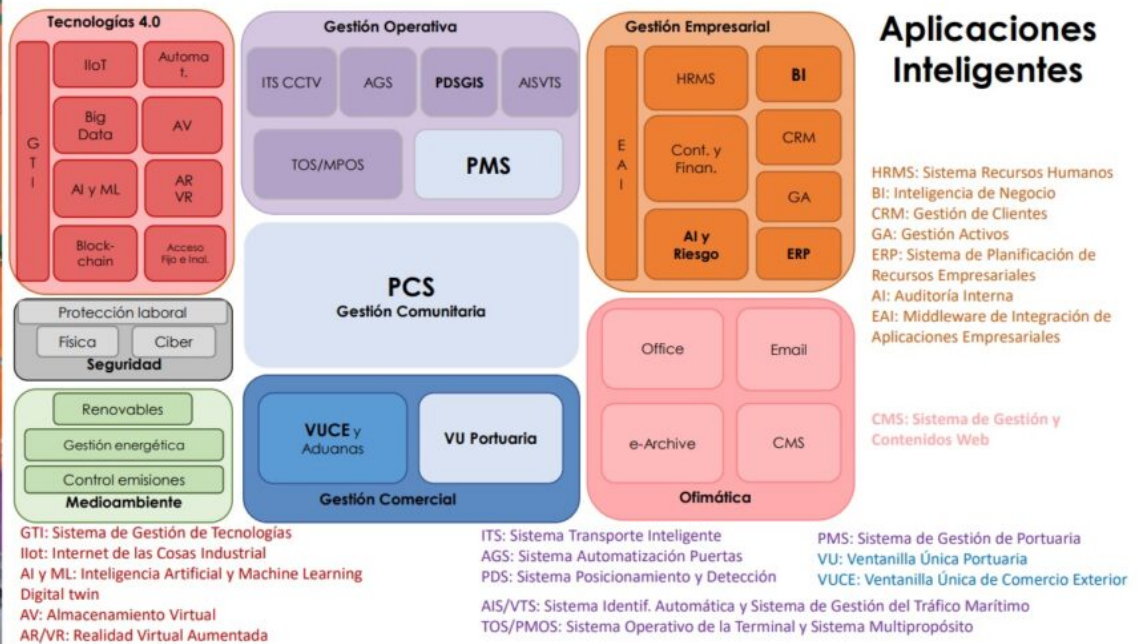 Aplicaciones
Inteligentes
Tecnologías 4.0
G
T
I
IIoT
Automa
t.
Big
Data
AV
AI y ML
AR
VR
Block-
chain
Acceso
Fijo e Inal.
Protección laboral
Física
Ciber
Seguridad
Renovables
Gestión energética
Control emisiones
Medioambiente
Gestión Operativa
ITS CCTV
AGS
PDSGIS
AISVTS
TOS/MPOS
PMS
PCS
Gestión Comunitaria
VUCE y
Aduanas
VU Portuaria
Gestión Comercial
Gestión Empresarial
E
A
I
HRMS
BI
Cont. y
Finan.
CRM
GA
AI y
Riesgo
ERP
Office
Email
e-Archive
CMS
Ofimática
HRMS: Sistema Recursos Humanos
BI: Inteligencia de Negocio
CRM: Gestión de Clientes
GA: Gestión Activos
ERP: Sistema de Planificación de
Recursos Empresariales
AI: Auditoría Interna
EAI: Middleware de Integración de
Aplicaciones Empresariales
CMS: Sistema de Gestión y
Contenidos Web
GTI: Sistema de Gestión de Tecnologías
IIot: Internet de las Cosas Industrial
AI y ML: Inteligencia Artificial y Machine Learning
Digital twin
AV: Almacenamiento Virtual
AR/VR: Realidad Virtual Aumentada
ITS: Sistema Transporte Inteligente
AGS: Sistema Automatización Puertas
PDS: Sistema Posicionamiento y Detección
AIS/VTS: Sistema Identif. Automática y Sistema de Gestión del Tráfico Marítimo
TOS/PMOS: Sistema Operativo de la Terminal y Sistema Multipropósito
PMS: Sistema de Gestión de Portuaria
VU: Ventanilla Única Portuaria
VUCE: Ventanilla Única de Comercio Exterior